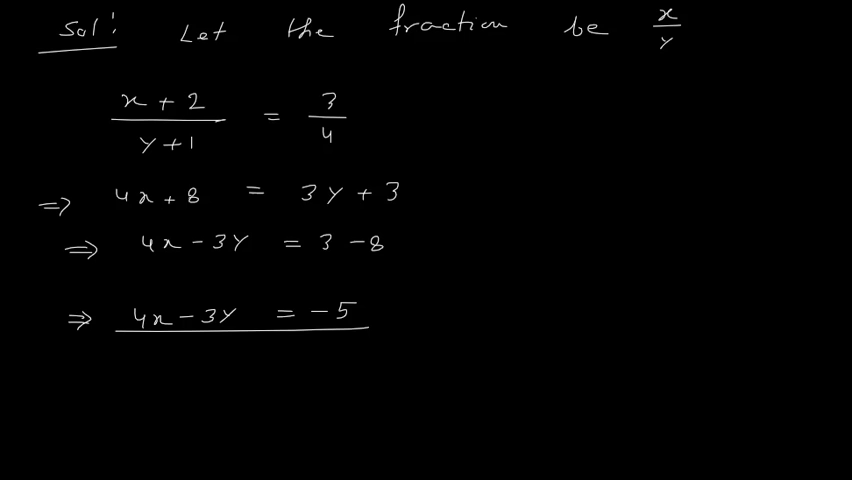 Sol: Let the fraction be x/y
(x + 2)/(y + 1) = 3/4
⇒ 4x + 8 = 3y + 3
⇒ 4x - 3y = 3 - 8
⇒ 4x - 3y = -5